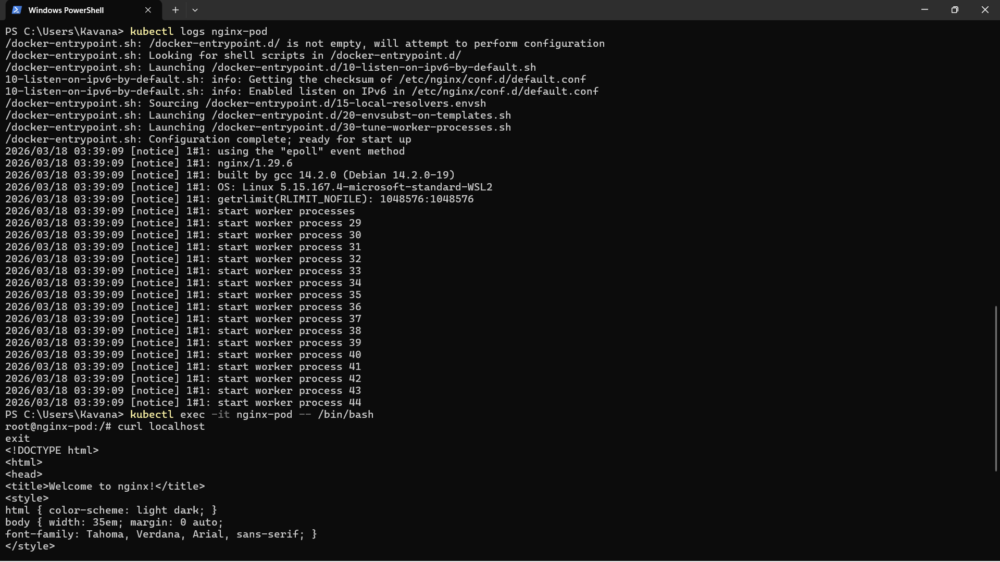 Windows PowerShell
PS C:\Users\Kavana> kubectl logs nginx-pod
/docker-entrypoint.sh: /docker-entrypoint.d/ is not empty, will attempt to perform configuration
/docker-entrypoint.sh: Looking for shell scripts in /docker-entrypoint.d/
/docker-entrypoint.sh: Launching /docker-entrypoint.d/10-listen-on-ipv6-by-default.sh
10-listen-on-ipv6-by-default.sh: info: Getting the checksum of /etc/nginx/conf.d/default.conf
10-listen-on-ipv6-by-default.sh: info: Enabled listen on IPv6 in /etc/nginx/conf.d/default.conf
/docker-entrypoint.sh: Sourcing /docker-entrypoint.d/15-local-resolvers.envsh
/docker-entrypoint.sh: Launching /docker-entrypoint.d/20-envsubst-on-templates.sh
/docker-entrypoint.sh: Launching /docker-entrypoint.d/30-tune-worker-processes.sh
/docker-entrypoint.sh: Configuration complete; ready for start up
2026/03/18 03:39:09 [notice] 1#1: using the "epoll" event method
2026/03/18 03:39:09 [notice] 1#1: nginx/1.29.6
2026/03/18 03:39:09 [notice] 1#1: built by gcc 14.2.0 (Debian 14.2.0-19)
2026/03/18 03:39:09 [notice] 1#1: OS: Linux 5.15.167.4-microsoft-standard-WSL2
2026/03/18 03:39:09 [notice] 1#1: getrlimit(RLIMIT_NOFILE): 1048576:1048576
2026/03/18 03:39:09 [notice] 1#1: start worker processes
2026/03/18 03:39:09 [notice] 1#1: start worker process 29
2026/03/18 03:39:09 [notice] 1#1: start worker process 30
2026/03/18 03:39:09 [notice] 1#1: start worker process 31
2026/03/18 03:39:09 [notice] 1#1: start worker process 32
2026/03/18 03:39:09 [notice] 1#1: start worker process 33
2026/03/18 03:39:09 [notice] 1#1: start worker process 34
2026/03/18 03:39:09 [notice] 1#1: start worker process 35
2026/03/18 03:39:09 [notice] 1#1: start worker process 36
2026/03/18 03:39:09 [notice] 1#1: start worker process 37
2026/03/18 03:39:09 [notice] 1#1: start worker process 38
2026/03/18 03:39:09 [notice] 1#1: start worker process 39
2026/03/18 03:39:09 [notice] 1#1: start worker process 40
2026/03/18 03:39:09 [notice] 1#1: start worker process 41
2026/03/18 03:39:09 [notice] 1#1: start worker process 42
2026/03/18 03:39:09 [notice] 1#1: start worker process 43
2026/03/18 03:39:09 [notice] 1#1: start worker process 44
PS C:\Users\Kavana> kubectl exec -it nginx-pod -- /bin/bash
root@nginx-pod:/# curl localhost
exit
<!DOCTYPE html>
<html>
<head>
<title>Welcome to nginx!</title>
<style>
html { color-scheme: light dark; }
body { width: 35em; margin: 0 auto;
font-family: Tahoma, Verdana, Arial, sans-serif; }
</style>